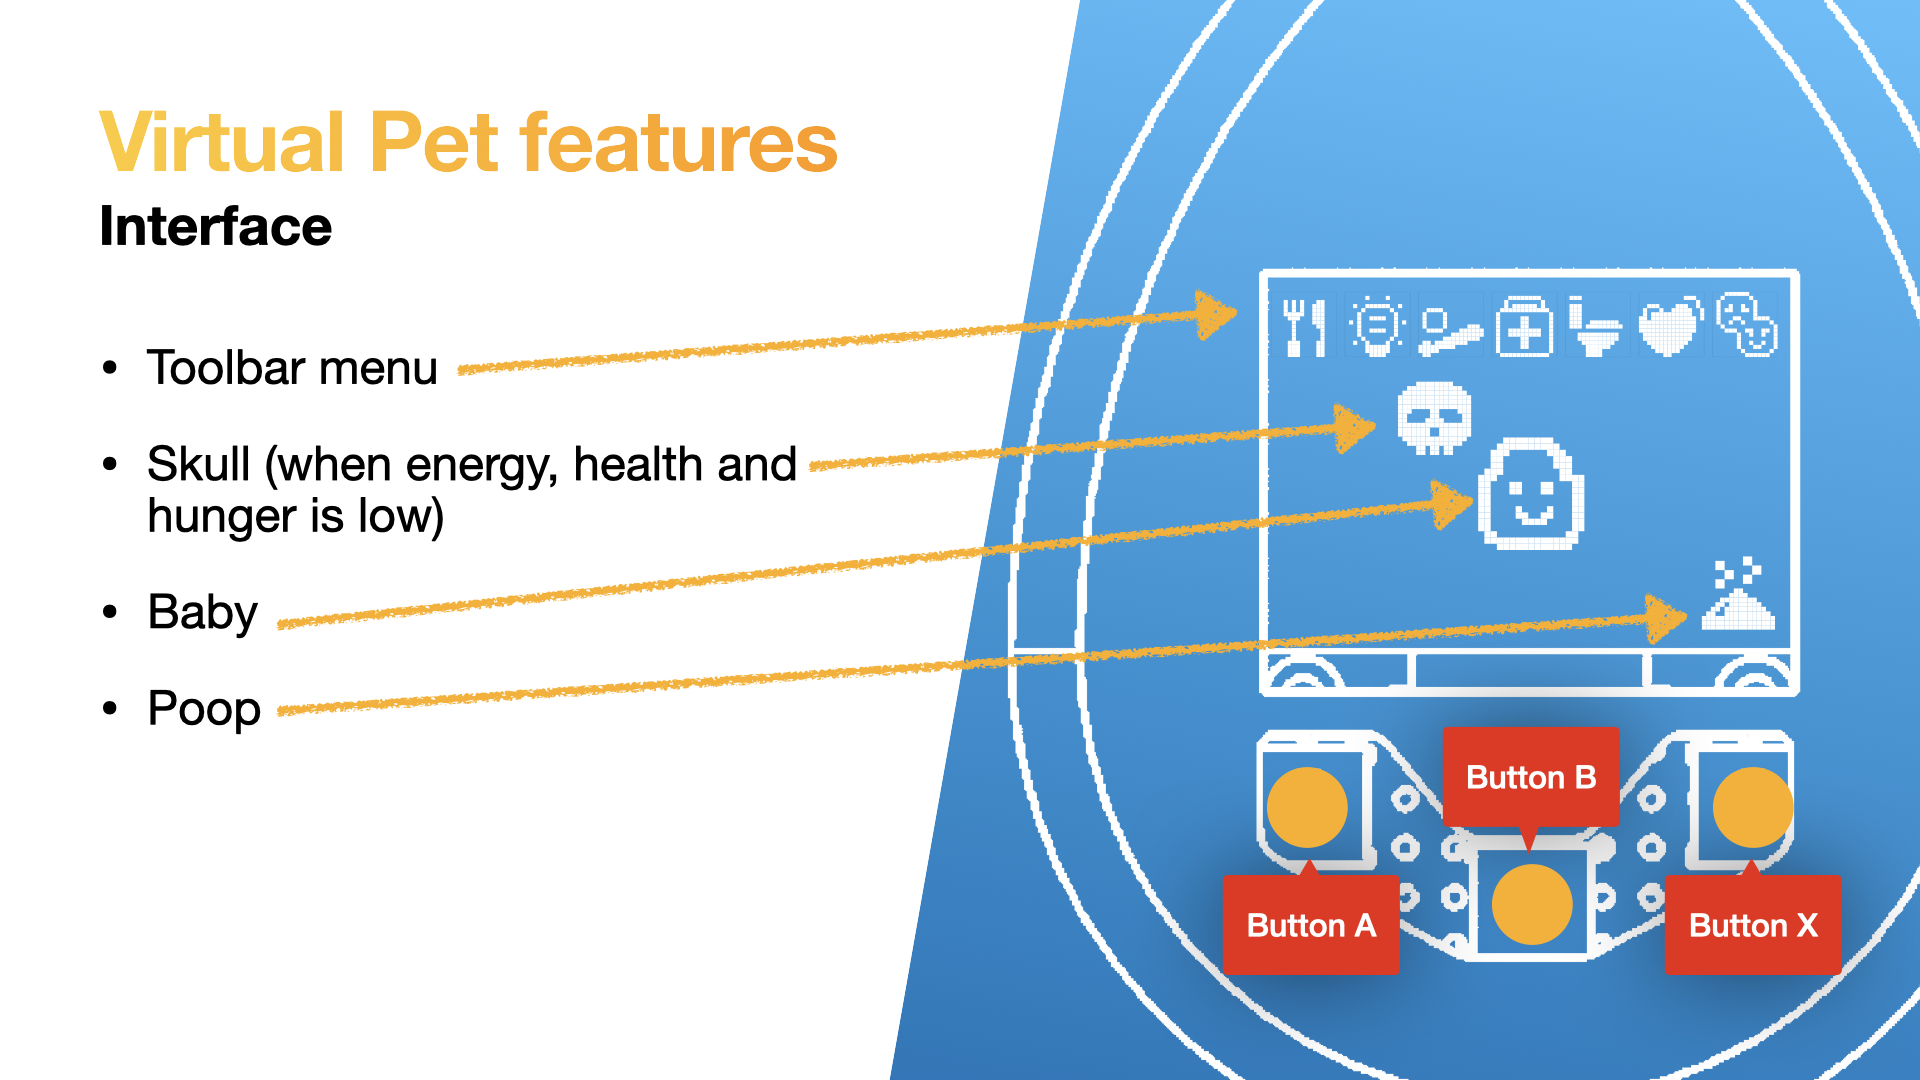 Virtual Pet features
Interface
• Toolbar menu
• Skull (when energy, health and
hunger is low)
• Baby
• Poop
Button B
Button A
Button X